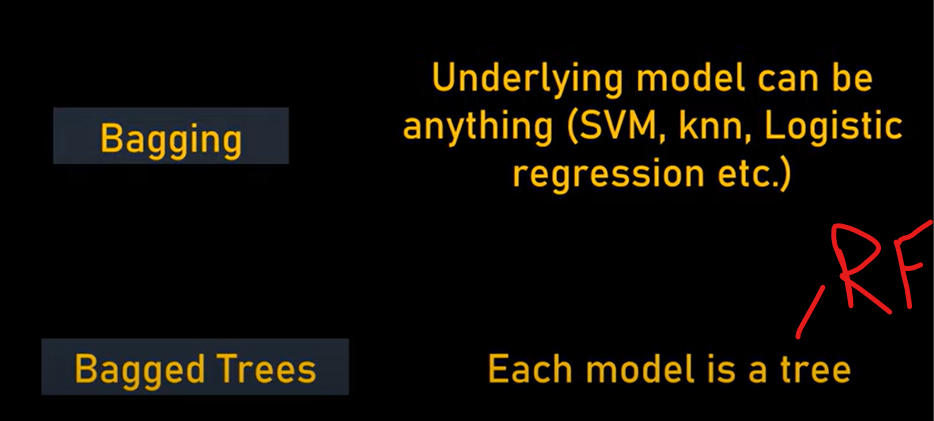 Bagging
Underlying model can be
anything (SVM, knn, Logistic
regression etc.)
RF
Bagged Trees
Each model is a tree